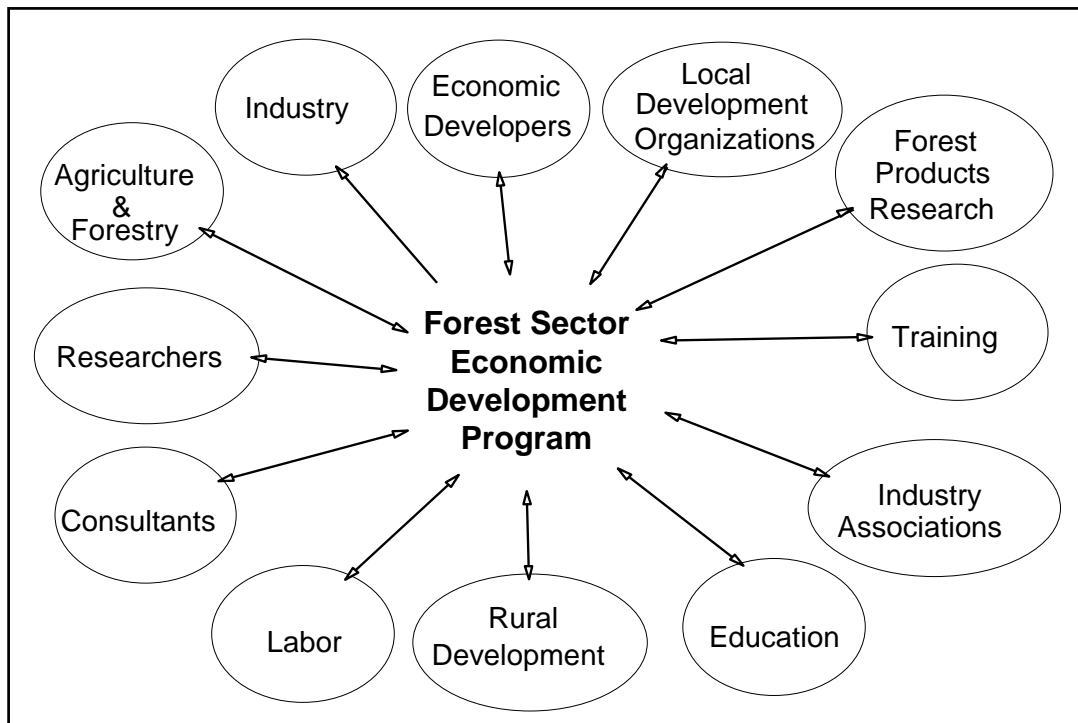 Industry
Economic
Developers
Local
Development
Organizations
Forest
Products
Research
Agriculture
&
Forestry
Forest Sector
Economic
Development
Program
Training
Researchers
Industry
Associations
Consultants
Labor
Rural
Development
Education